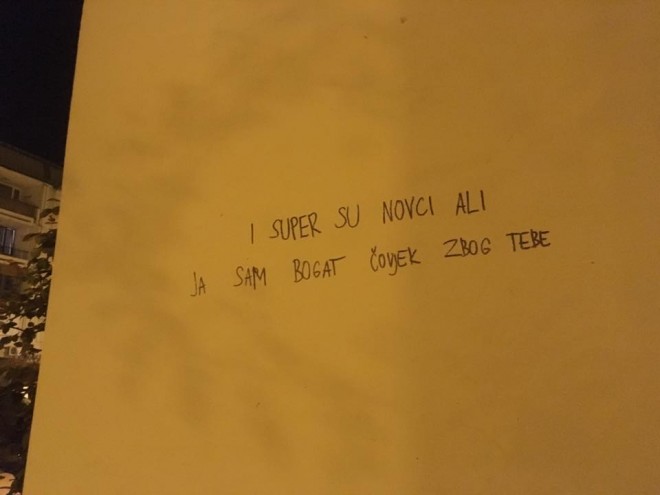 I SUPER SU NOVCI ALI
JA SAM BOGAT ČOVJEK ZBOG TEBE